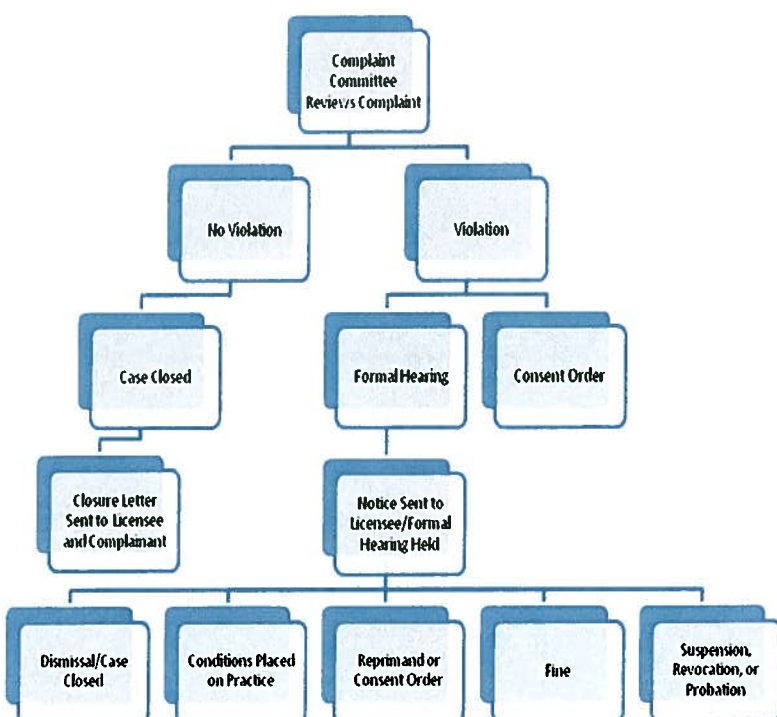 Complaint
Committee
Reviews Complaint
No Violation
Violation
Case Closed
Formal Hearing
Consent Order
Closure Letter
Sent to Licensee
and Complainant
Notice Sent to
Licensee/Formal
Hearing Held
Dismissal/Case
Closed
Conditions Placed
on Practice
Reprimand or
Consent Order
Fine
Suspension,
Revocation, or
Probation